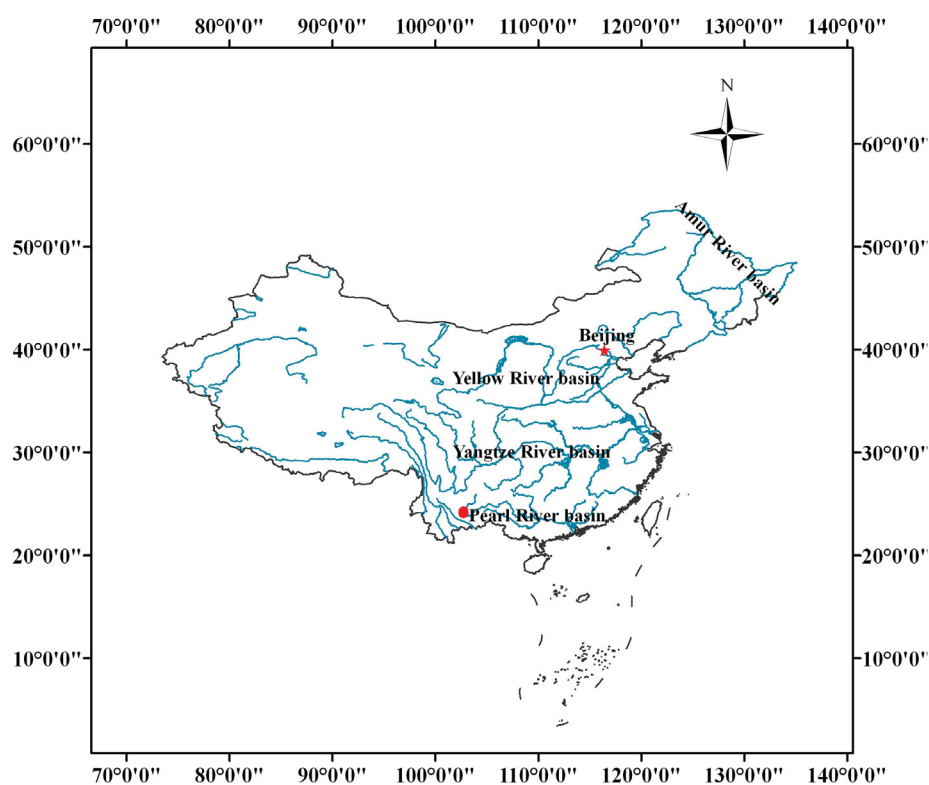 70°0'0" 80°0'0" 90°0'0" 100°0'0" 110°0'0" 120°0'0" 130°0'0" 140°0'0"
N
60°0'0" 60°0'0"
50°0'0" 50°0'0"
Amur River basin
Beijing
40°0'0" 40°0'0"
Yellow River basin
30°0'0" 30°0'0"
Yangtze River basin
Pearl River basin
20°0'0" 20°0'0"
10°0'0" 10°0'0"
70°0'0" 80°0'0" 90°0'0" 100°0'0" 110°0'0" 120°0'0" 130°0'0" 140°0'0"